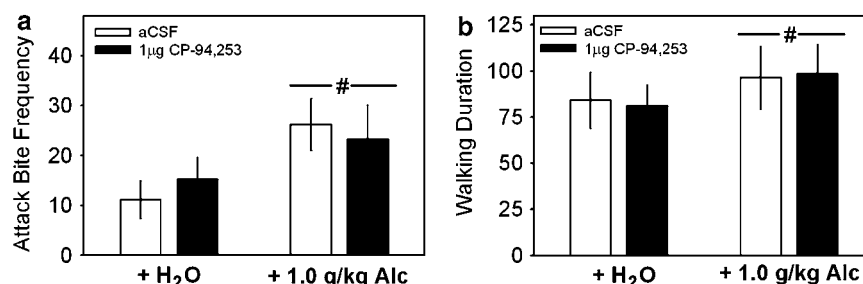 a
aCSF
1µg CP-94,253
Attack Bite Frequency
40
30
20
10
0
#
+ H₂O
+ 1.0 g/kg Alc
b
aCSF
1µg CP-94,253
Walking Duration
125
100
75
50
25
0
#
+ H₂O
+ 1.0 g/kg Alc